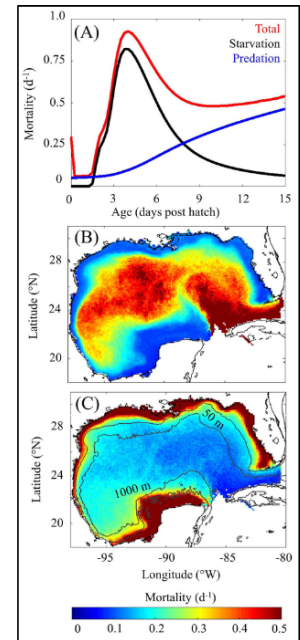 (A)
Total
Starvation
Predation
Mortality (d⁻¹)
1.0
0.75
0.5
0.25
0
0 3 6 9 12 15
Age (days post hatch)
(B)
Latitude (°N)
28
24
20
(C)
50 m
1000 m
Latitude (°N)
28
24
20
-95 -90 -85 -80
Longitude (°W)
Mortality (d⁻¹)
0 0.1 0.2 0.3 0.4 0.5